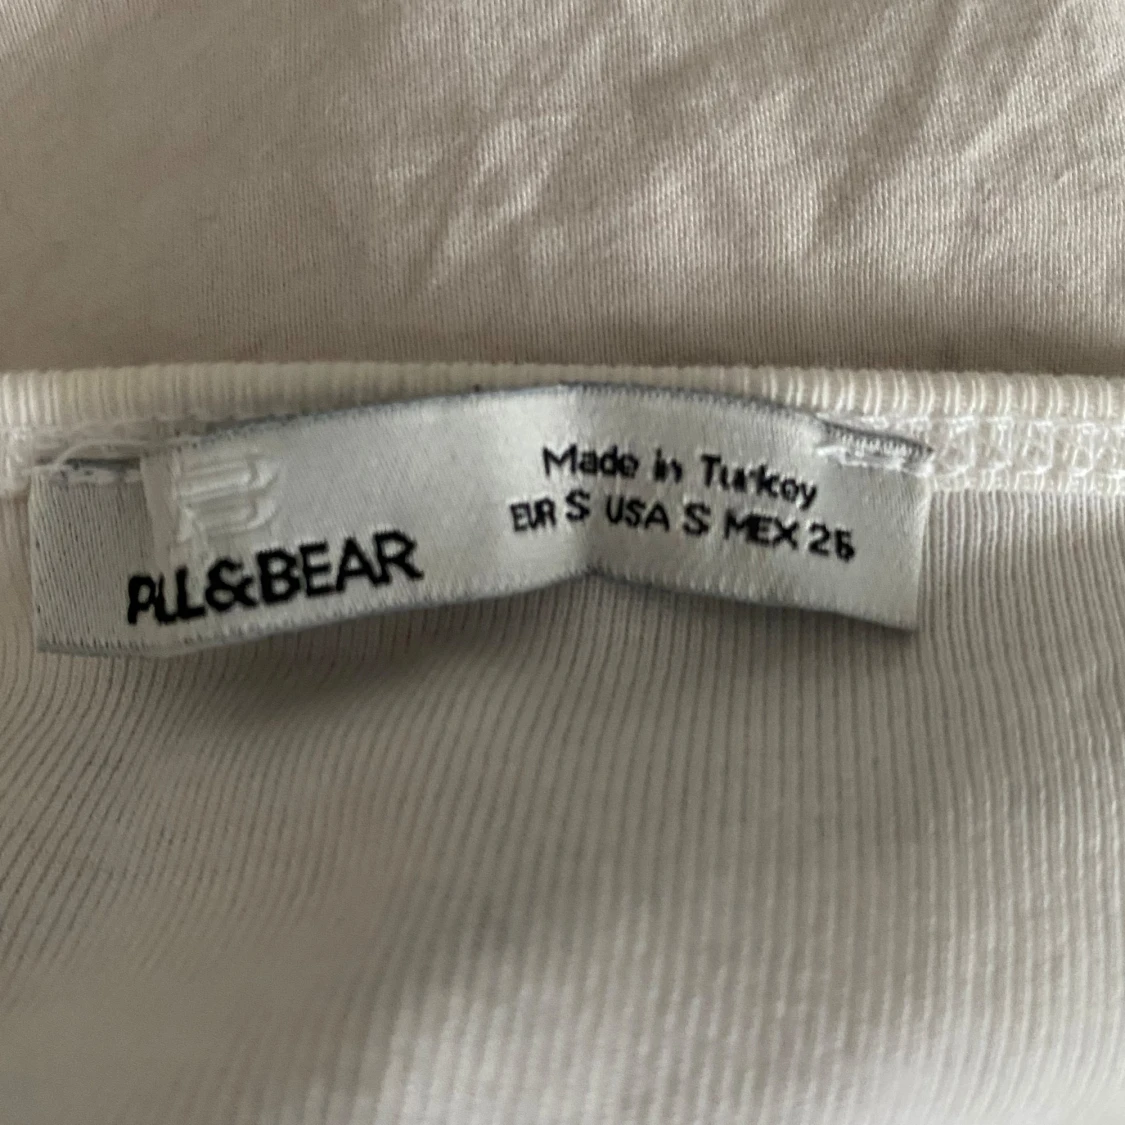 PULL&BEAR
Made in Turkey
EUR S USA S MEX 26